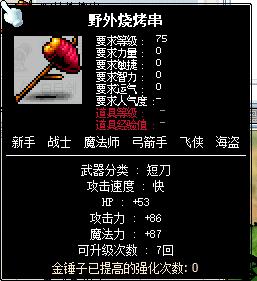 野外烧烤串
要求等级 : 75
要求力量 : 0
要求敏捷 : 0
要求智力 : 0
要求运气 : 0
要求人气度 : -
道具等级 : -
道具经验值 : -
新手 战士 魔法师 弓箭手 飞侠 海盗
武器分类 : 短刀
攻击速度 : 快
HP : +53
攻击力 : +86
魔法力 : +87
可升级次数 : 7回
金锤子已提高的强化次数: 0